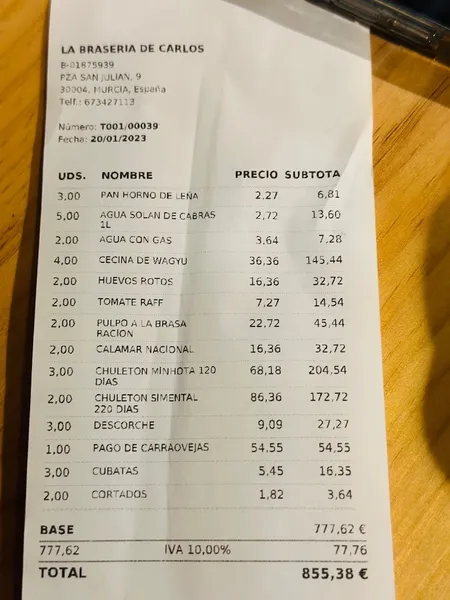 LA BRASERIA DE CARLOS
B-01875939
PZA SAN JULIAN, 9
30004, MURCIA, España
Telf.: 673427113
Número: T001/00039
Fecha: 20/01/2023
UDS. NOMBRE PRECIO SUBTOTA
3,00 PAN HORNO DE LEÑA 2,27 6,81
5,00 AGUA SOLAN DE CABRAS 2,72 13,60
1L
2,00 AGUA CON GAS 3,64 7,28
4,00 CECINA DE WAGYU 36,36 145,44
2,00 HUEVOS ROTOS 16,36 32,72
2,00 TOMATE RAFF 7,27 14,54
2,00 PULPO A LA BRASA 22,72 45,44
RACION
2,00 CALAMAR NACIONAL 16,36 32,72
3,00 CHULETON MINHOTA 120 68,18 204,54
DIAS
2,00 CHULETON SIMENTAL 86,36 172,72
220 DIAS
3,00 DESCORCHE 9,09 27,27
1,00 PAGO DE CARRAOVEJAS 54,55 54,55
3,00 CUBATAS 5,45 16,35
2,00 CORTADOS 1,82 3,64
BASE 777,62 €
777,62 IVA 10,00% 77,76
TOTAL 855,38 €